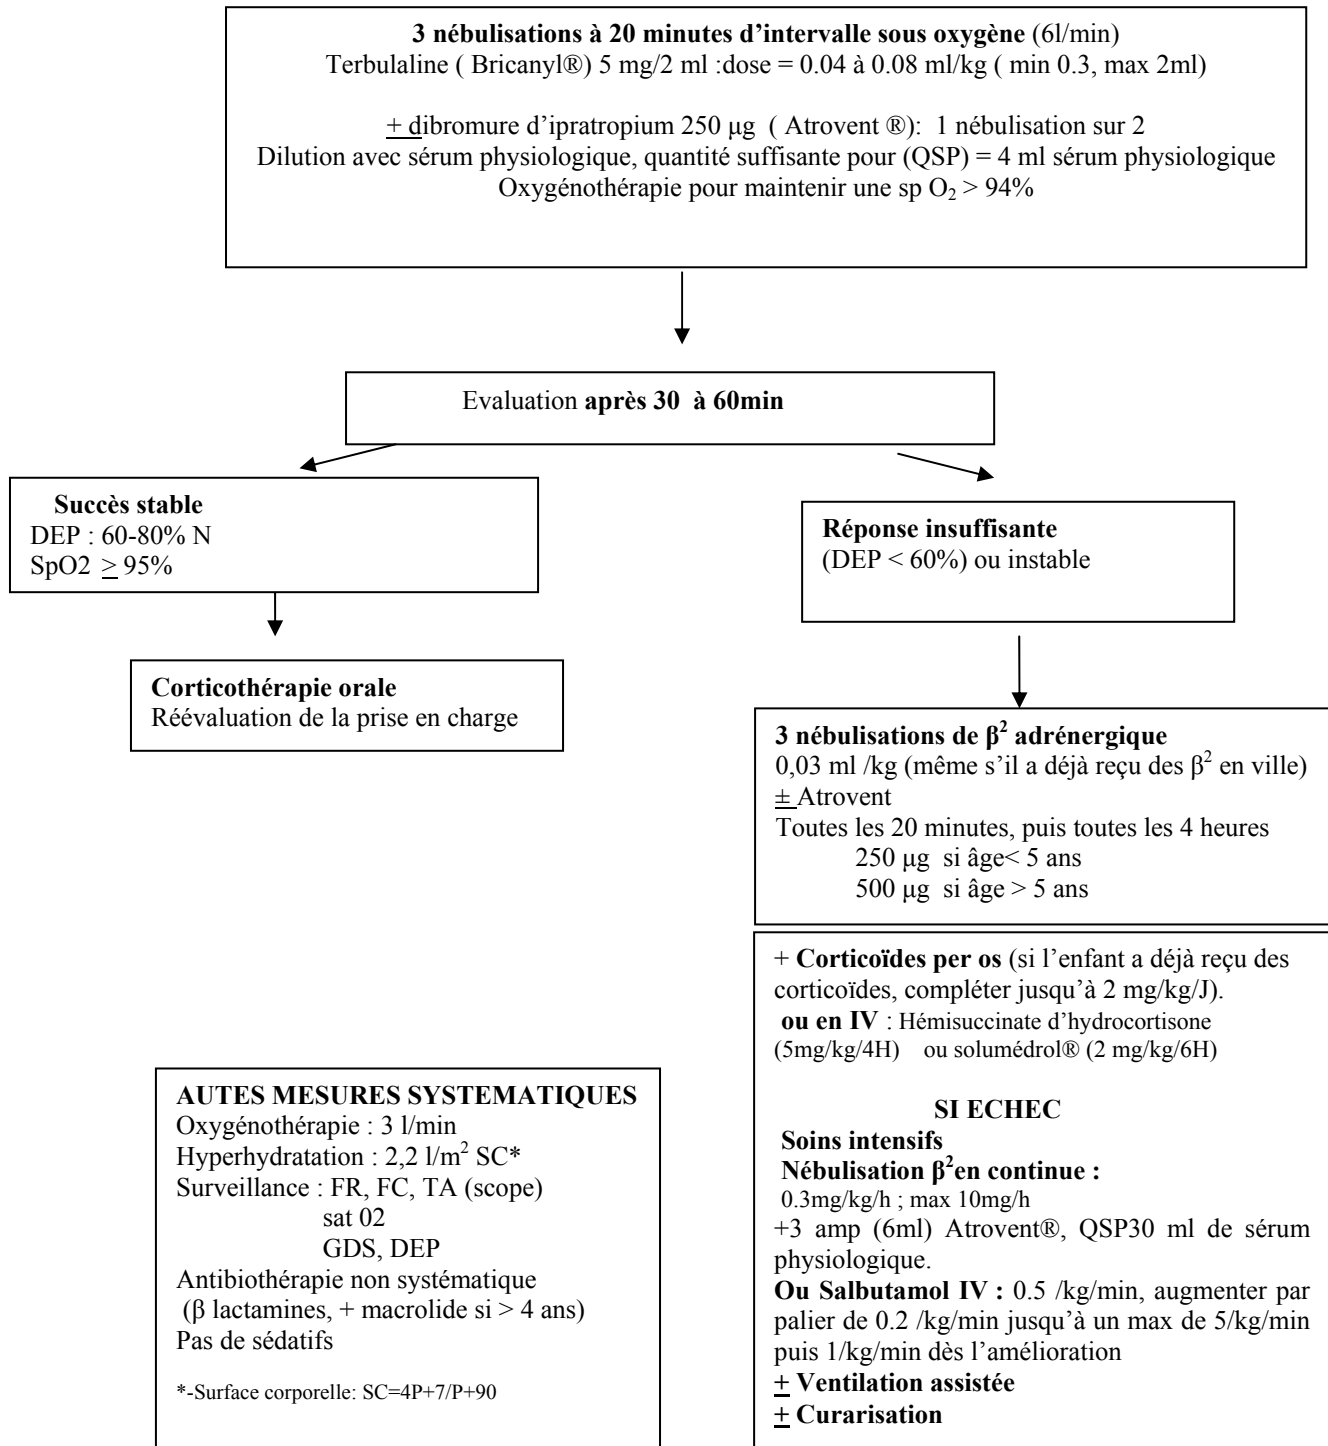 3 nébulisations à 20 minutes d’intervalle sous oxygène (6l/min)
Terbulaline ( Bricanyl®) 5 mg/2 ml :dose = 0.04 à 0.08 ml/kg ( min 0.3, max 2ml)
+ dibromure d’ipratropium 250 μg ( Atrovent ®): 1 nébulisation sur 2
Dilution avec sérum physiologique, quantité suffisante pour (QSP) = 4 ml sérum physiologique
Oxygénothérapie pour maintenir une sp O₂ > 94%
Evaluation après 30 à 60min
Succès stable
DEP : 60-80% N
SpO2 ≥ 95%
Réponse insuffisante
(DEP < 60%) ou instable
Corticothérapie orale
Réévaluation de la prise en charge
3 nébulisations de β² adrénergique
0,03 ml /kg (même s’il a déjà reçu des β² en ville)
± Atrovent
Toutes les 20 minutes, puis toutes les 4 heures
250 μg si âge< 5 ans
500 μg si âge > 5 ans
+ Corticoïdes per os (si l’enfant a déjà reçu des
corticoïdes, compléter jusqu’à 2 mg/kg/J).
ou en IV : Hémisuccinate d’hydrocortisone
(5mg/kg/4H) ou solumédrol® (2 mg/kg/6H)
SI ECHEC
Soins intensifs
Nébulisation β²en continue :
0.3mg/kg/h ; max 10mg/h
+3 amp (6ml) Atrovent®, QSP30 ml de sérum
physiologique.
Ou Salbutamol IV : 0.5 /kg/min, augmenter par
palier de 0.2 /kg/min jusqu’à un max de 5/kg/min
puis 1/kg/min dès l’amélioration
± Ventilation assistée
± Curarisation
AUTES MESURES SYSTEMATIQUES
Oxygénothérapie : 3 l/min
Hyperhydratation : 2,2 l/m² SC*
Surveillance : FR, FC, TA (scope)
sat 02
GDS, DEP
Antibiothérapie non systématique
(β lactamines, + macrolide si > 4 ans)
Pas de sédatifs
*-Surface corporelle: SC=4P+7/P+90